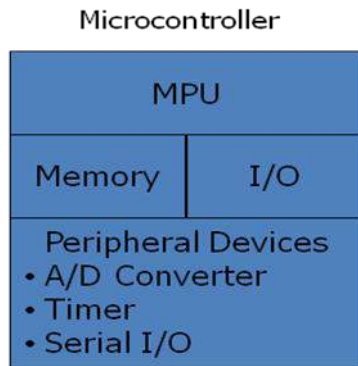 Microcontroller
MPU
Memory
I/O
Peripheral Devices
• A/D Converter
• Timer
• Serial I/O